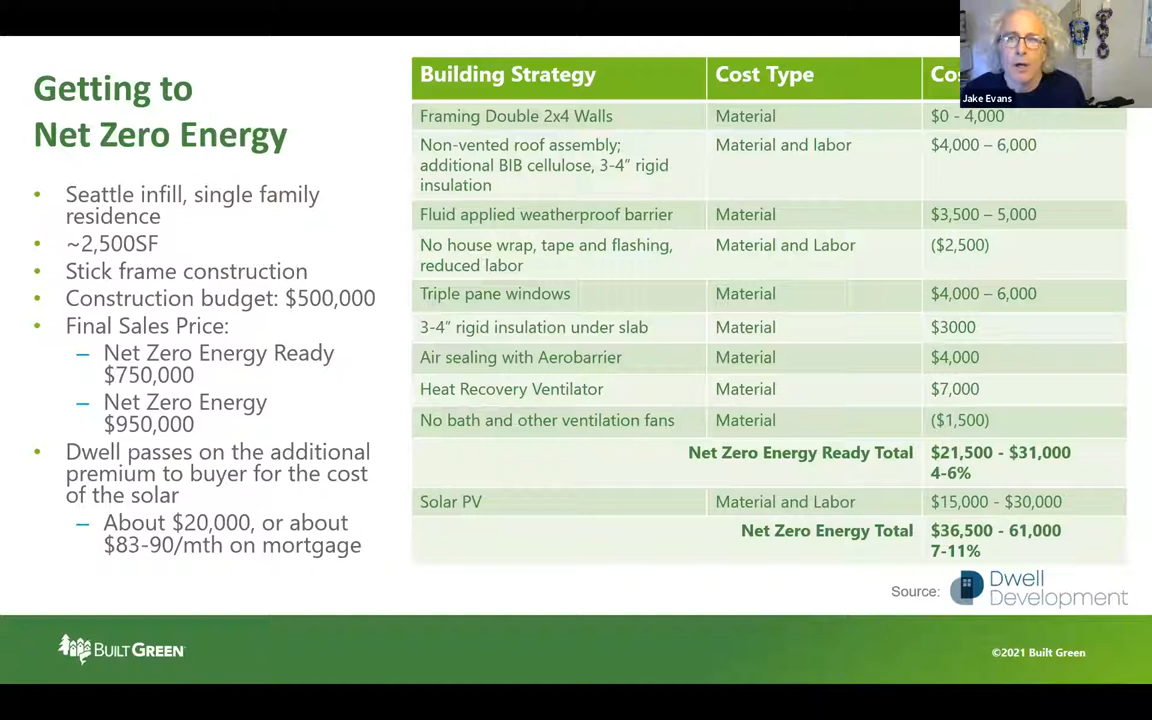 Getting to
Net Zero Energy
• Seattle infill, single family
residence
• ~2,500SF
• Stick frame construction
• Construction budget: $500,000
• Final Sales Price:
– Net Zero Energy Ready
$750,000
– Net Zero Energy
$950,000
• Dwell passes on the additional
premium to buyer for the cost
of the solar
– About $20,000, or about
$83-90/mth on mortgage
Building Strategy Cost Type
Framing Double 2x4 Walls Material $0 - 4,000
Non-vented roof assembly; Material and labor $4,000 – 6,000
additional BIB cellulose, 3-4” rigid
insulation
Fluid applied weatherproof barrier Material $3,500 – 5,000
No house wrap, tape and flashing, Material and Labor ($2,500)
reduced labor
Triple pane windows Material $4,000 – 6,000
3-4” rigid insulation under slab Material $3000
Air sealing with Aerobarrier Material $4,000
Heat Recovery Ventilator Material $7,000
No bath and other ventilation fans Material ($1,500)
Net Zero Energy Ready Total $21,500 - $31,000
4-6%
Solar PV Material and Labor $15,000 - $30,000
Net Zero Energy Total $36,500 - 61,000
7-11%
Source: Dwell
Development
BUILT GREEN
©2021 Built Green
Jake Evans